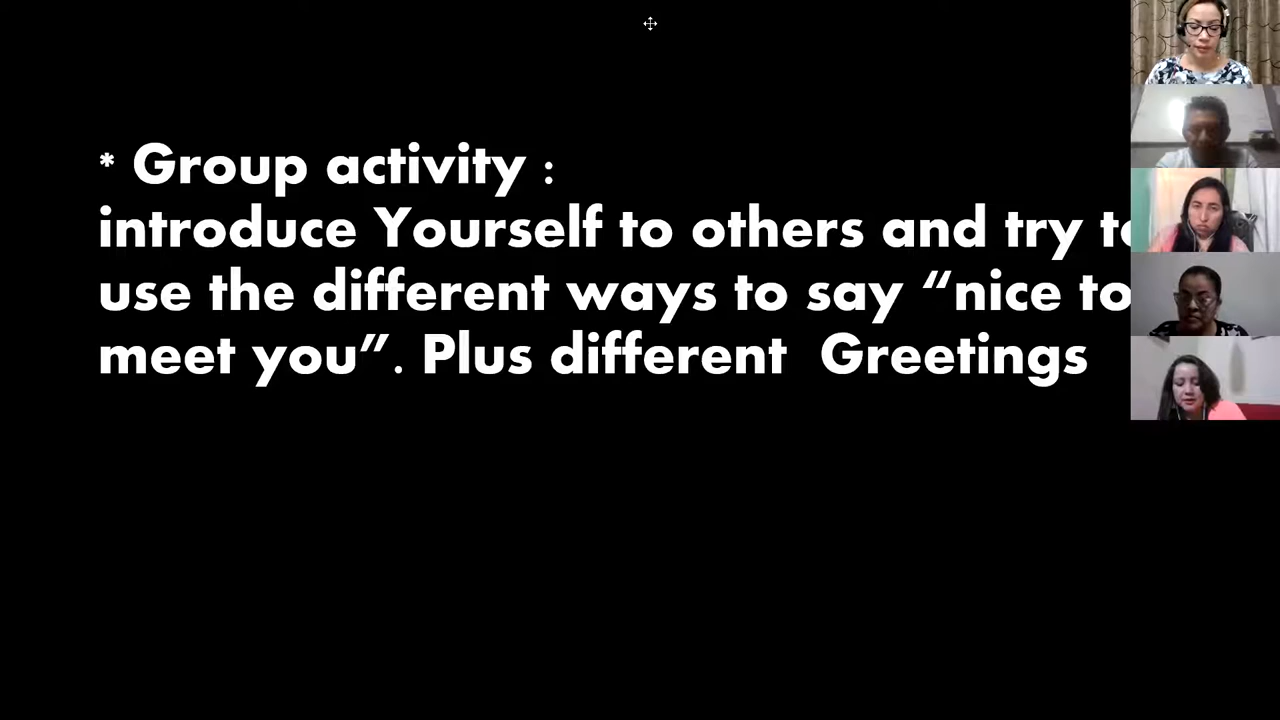 * Group activity :
introduce Yourself to others and try to
use the different ways to say “nice to
meet you”. Plus different  Greetings